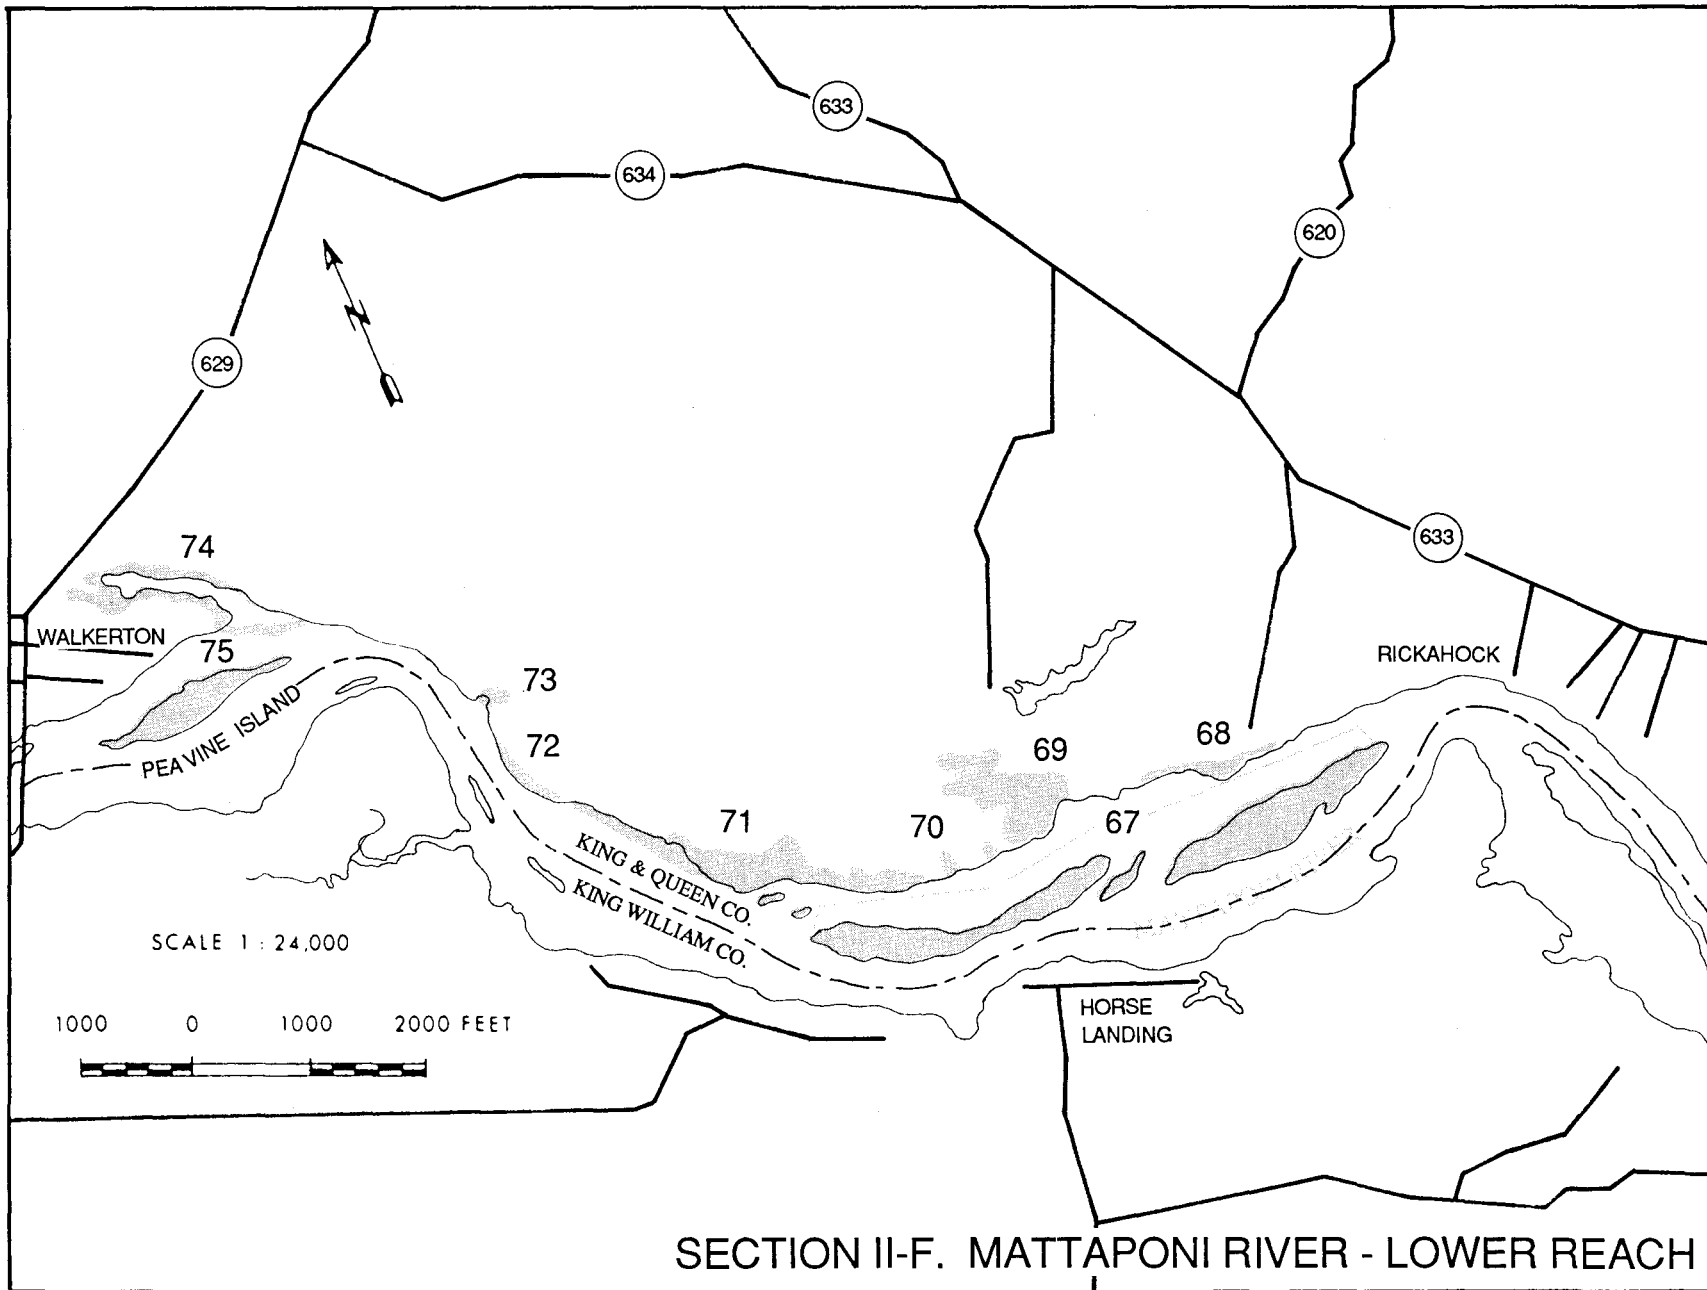 633
634
620
629
633
74
WALKERTON
75
RICKAHOCK
73
PEAVINE ISLAND
72
69
68
71
70
67
KING & QUEEN CO.
KING WILLIAM CO.
N
SCALE 1 : 24,000
1000 0 1000 2000 FEET
HORSE
LANDING
SECTION II-F. MATTAPONI RIVER - LOWER REACH